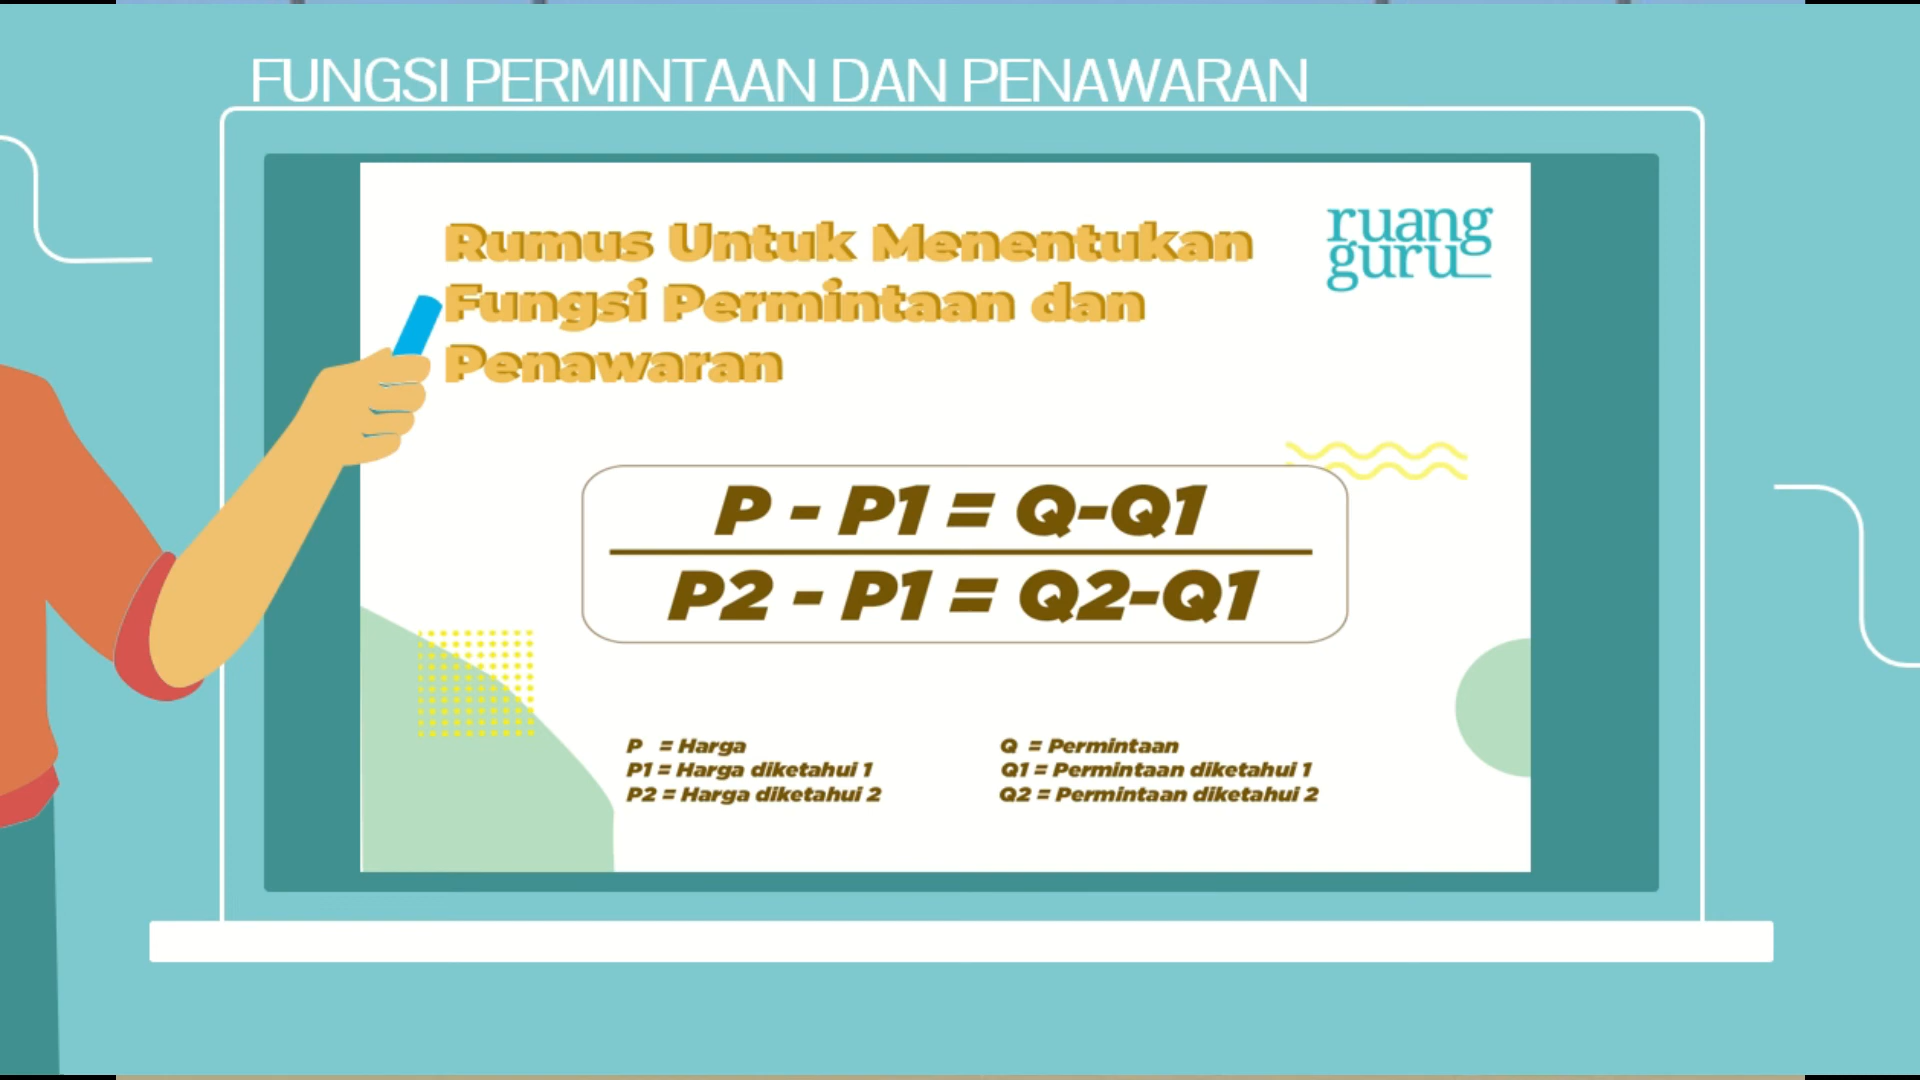 FUNGSI PERMINTAAN DAN PENAWARAN
Rumus Untuk Menentukan
Fungsi Permintaan dan
Penawaran
ruang
guru
P - P1 = Q-Q1
P2 - P1 = Q2-Q1
P = Harga
P1 = Harga diketahui 1
P2 = Harga diketahui 2
Q = Permintaan
Q1 = Permintaan diketahui 1
Q2 = Permintaan diketahui 2